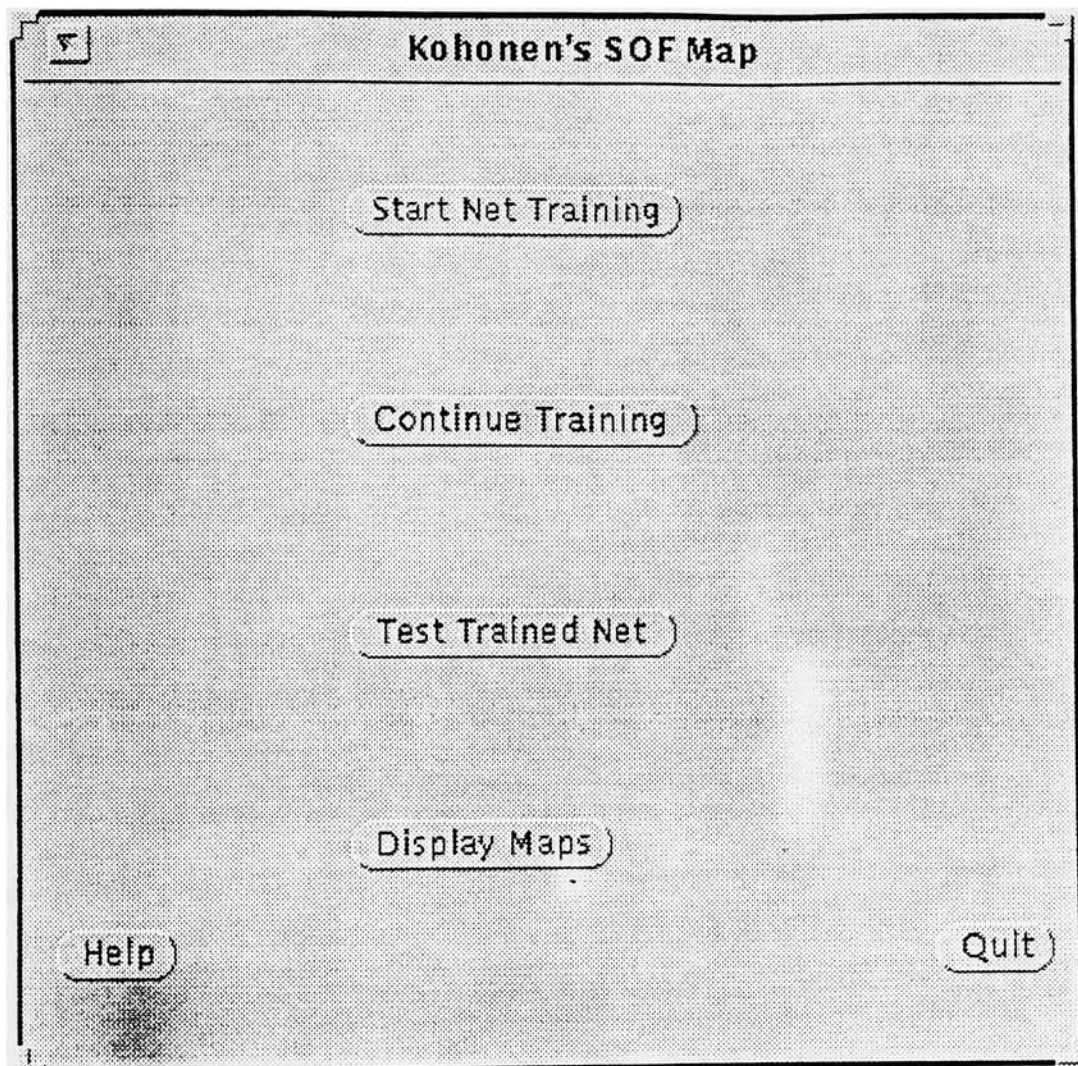 Kohonen's SOF Map
Start Net Training
Continue Training
Test Trained Net
Display Maps
Help
Quit